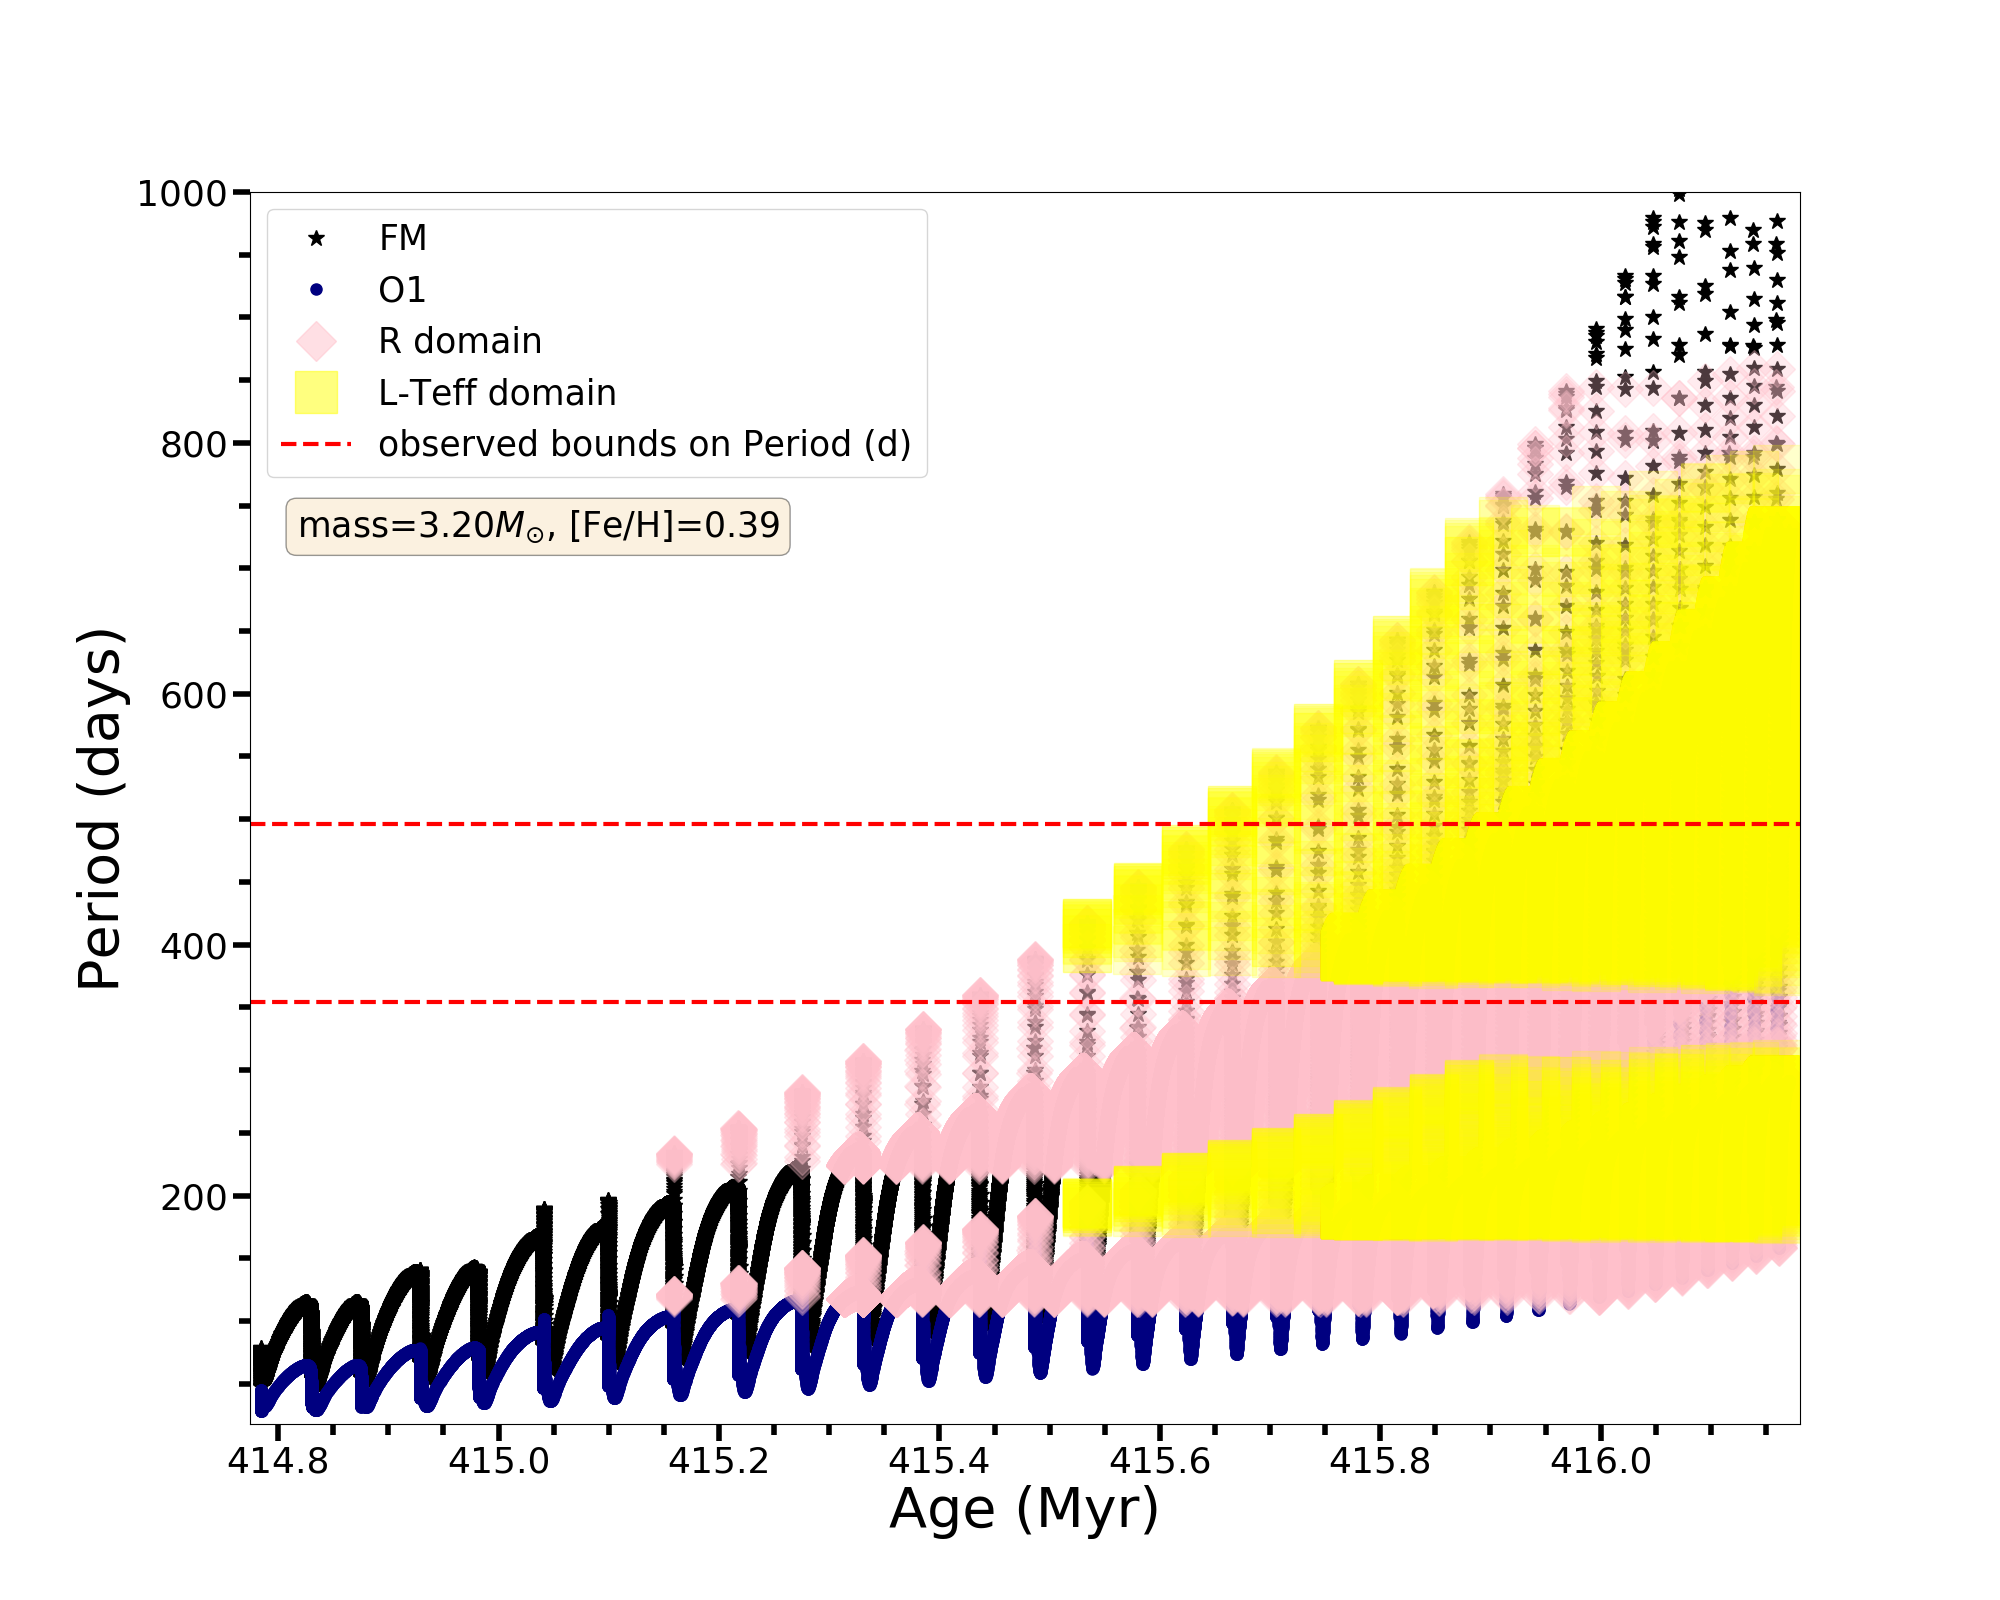 1000
800
600
400
200
Period (days)
FM
O1
R domain
L-Teff domain
observed bounds on Period (d)
mass=3.20M⊙, [Fe/H]=0.39
414.8 415.0 415.2 415.4 415.6 415.8 416.0
Age (Myr)